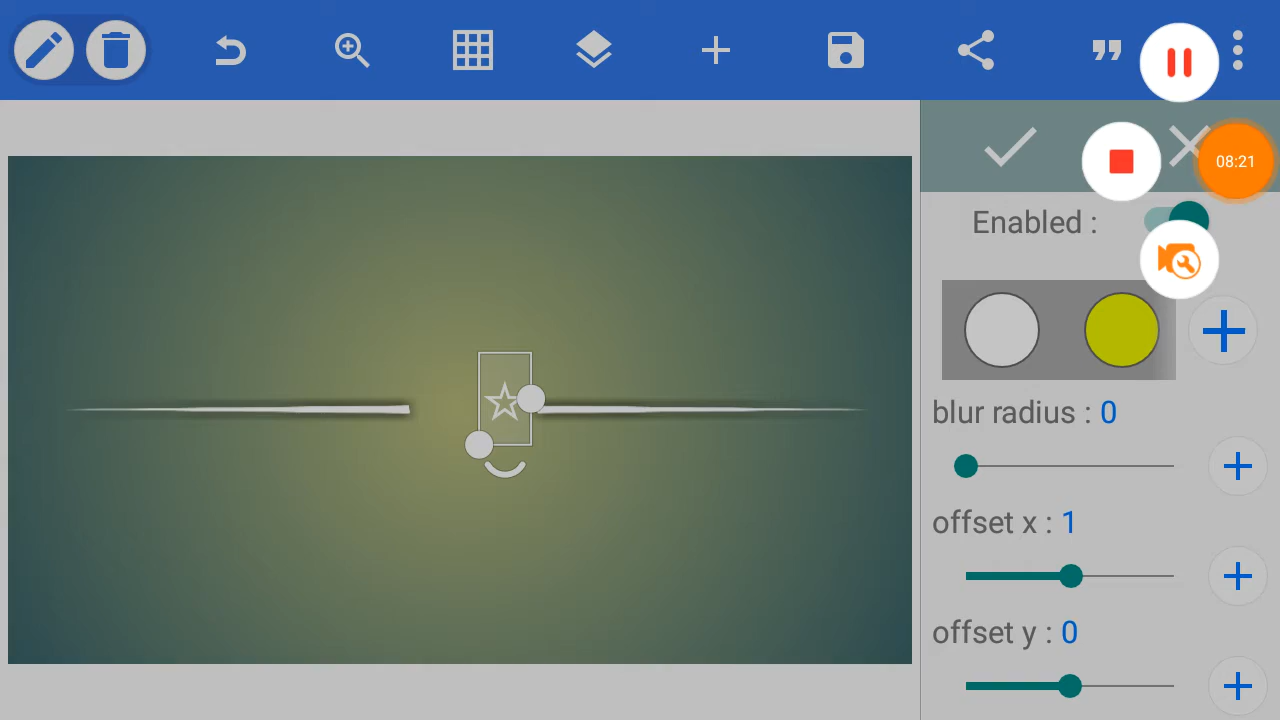 08:21
Enabled :
blur radius : 0
offset x : 1
offset y : 0